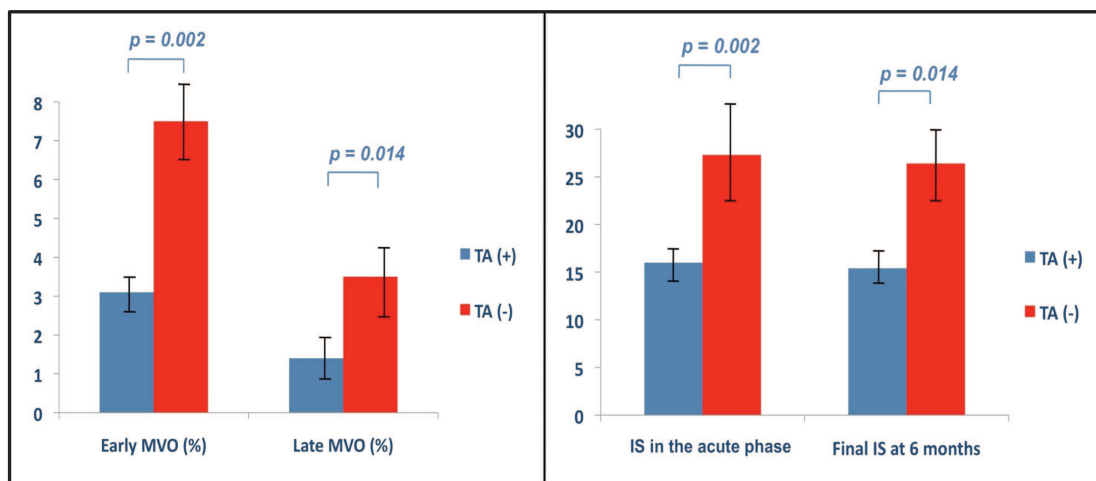 p = 0.002
p = 0.014
8
7
6
5
4
3
2
1
0
TA (+)
TA (-)
Early MVO (%)
Late MVO (%)
p = 0.002
p = 0.014
30
25
20
15
10
5
0
TA (+)
TA (-)
IS in the acute phase
Final IS at 6 months